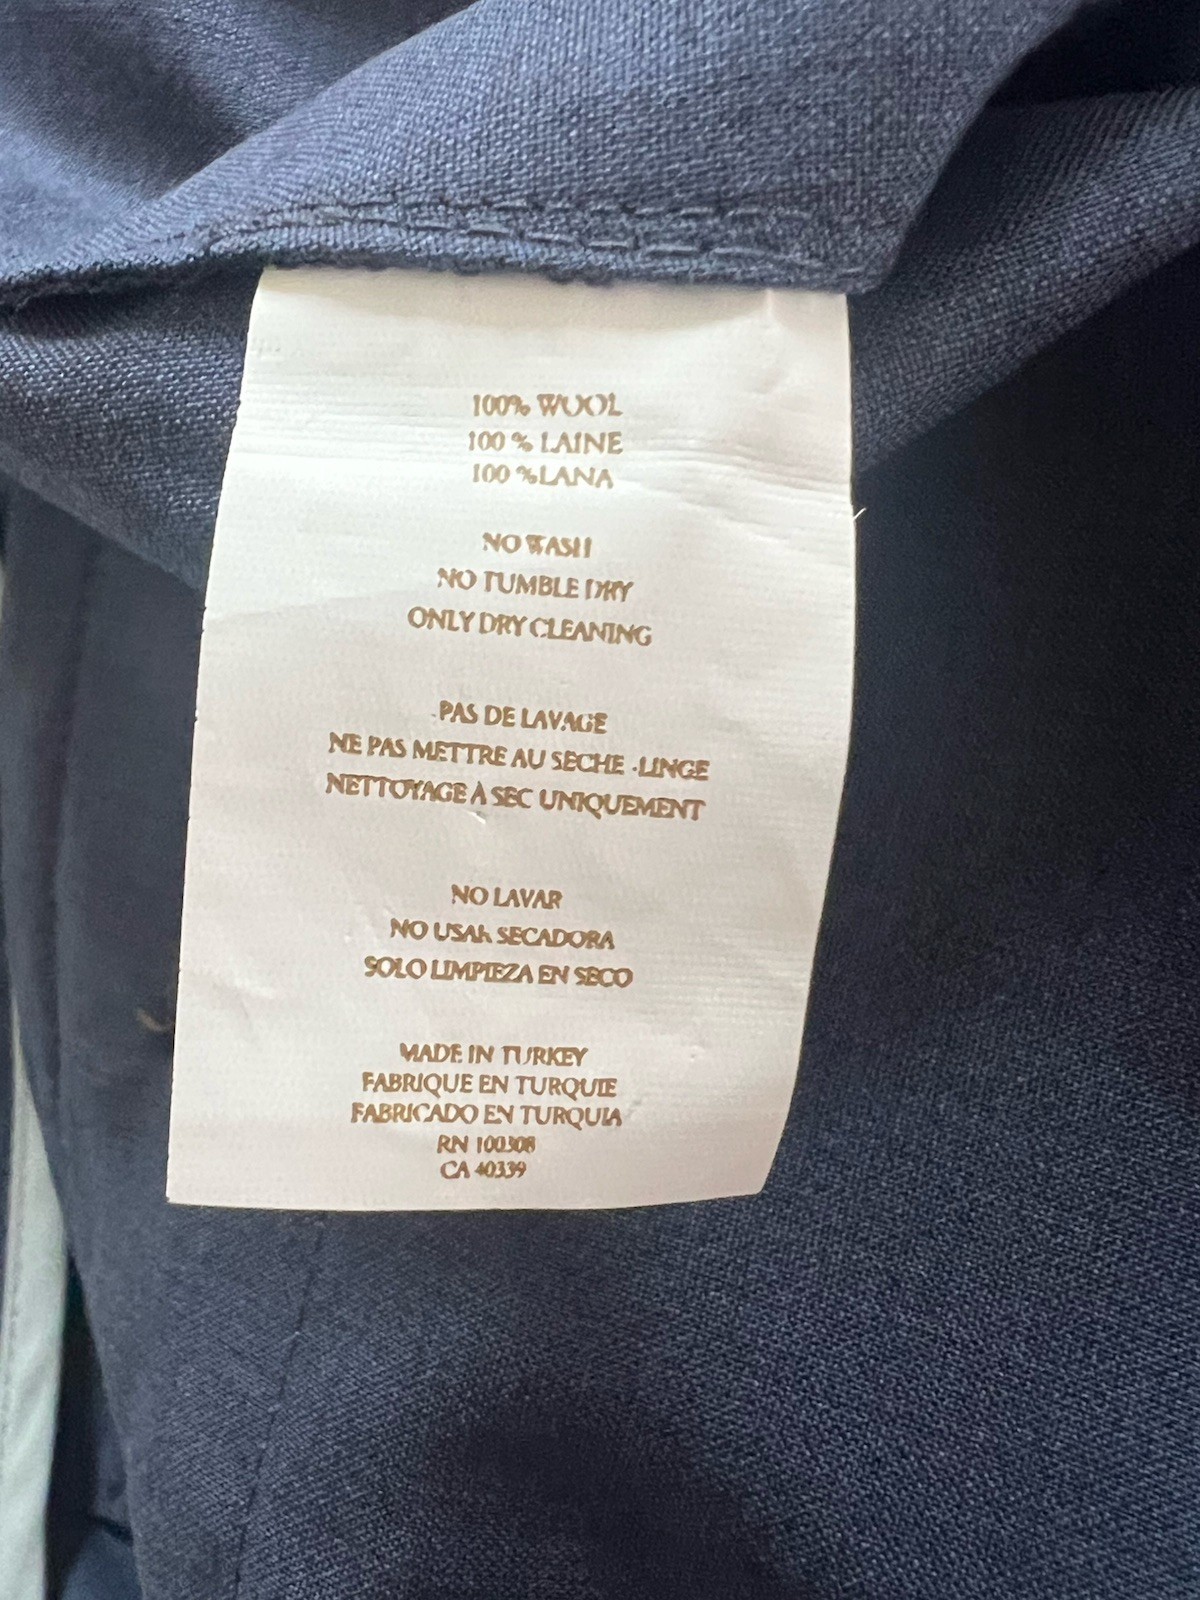 100% WOOL
100 % LAINE
100 %LANA
NO WASH
NO TUMBLE DRY
ONLY DRY CLEANING
PAS DE LAVAGE
NE PAS METTRE AU SECHE -LINGE
NETTOYAGE À SEC UNIQUEMENT
NO LAVAR
NO USAR SECADORA
SOLO LIMPIEZA EN SECO
MADE IN TURKEY
FABRIQUE EN TURQUIE
FABRICADO EN TURQUIA
RN 100308
CA 40339